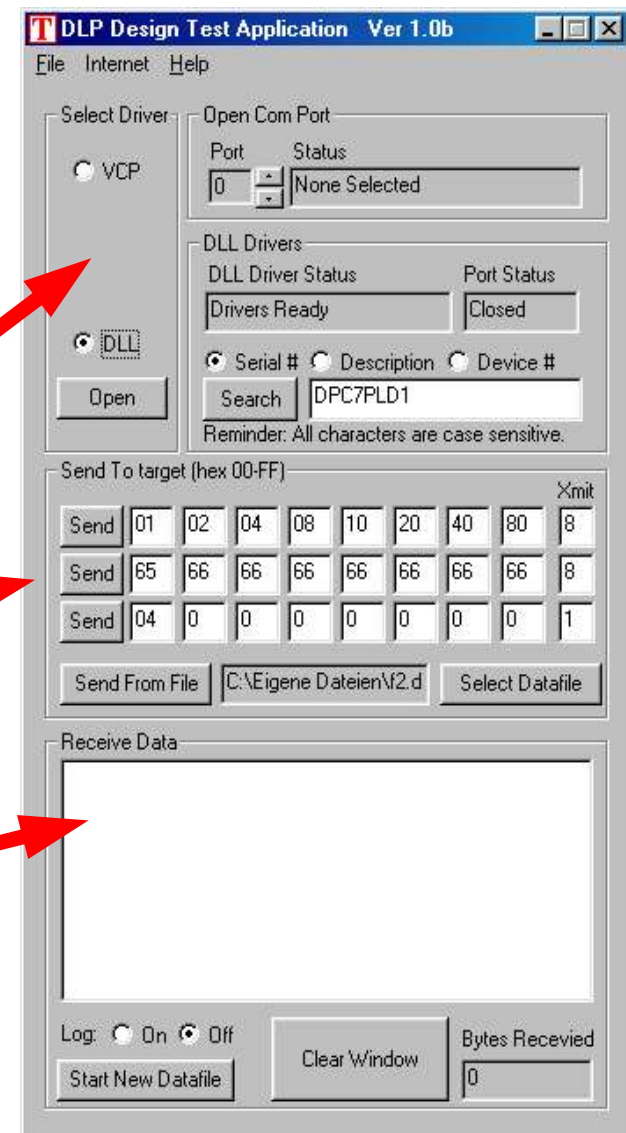 T DLP Design Test Application Ver 1.0b
File Internet Help
Select Driver
VCP
DLL
Open
Open Com Port
Port Status
0 None Selected
DLL Drivers
DLL Driver Status Port Status
Drivers Ready Closed
Serial # Description Device #
Search DPC7PLD1
Reminder: All characters are case sensitive.
Send To target (hex 00-FF)
Xmit
Send 01 02 04 08 10 20 40 80 8
Send 65 66 66 66 66 66 66 66 8
Send 04 0 0 0 0 0 0 0 1
Send From File C:\Eigene Dateien\f2.d Select Datafile
Receive Data
Log: On Off
Start New Datafile
Clear Window
Bytes Recevied
0